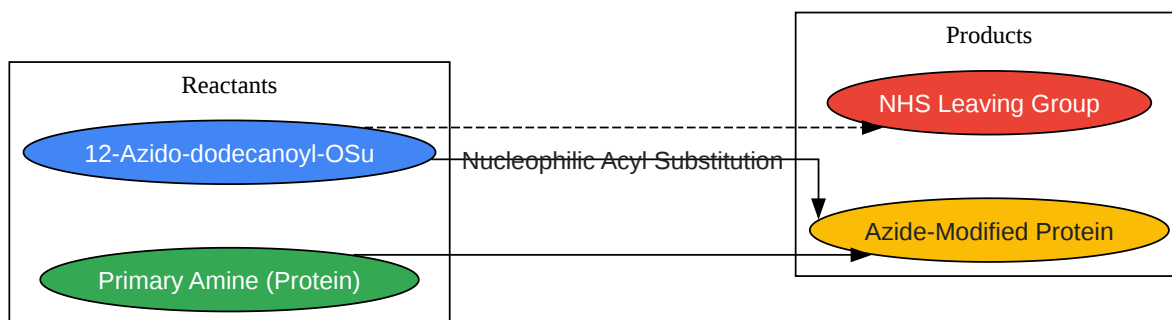 Reactants
12-Azido-dodecanoyl-OSu
Primary Amine (Protein)
Nucleophilic Acyl Substitution
Products
NHS Leaving Group
Azide-Modified Protein